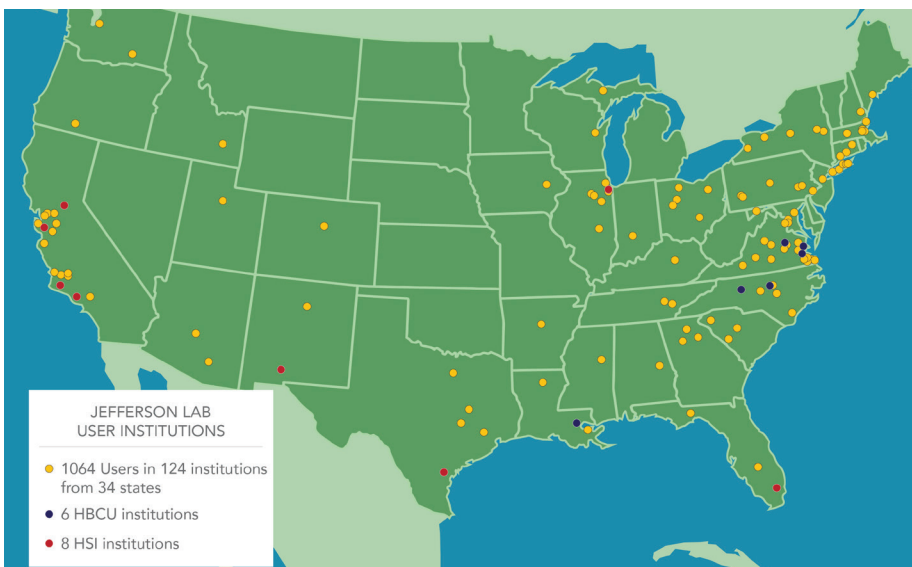 JEFFERSON LAB
USER INSTITUTIONS
1064 Users in 124 institutions
from 34 states
6 HBCU institutions
8 HSI institutions